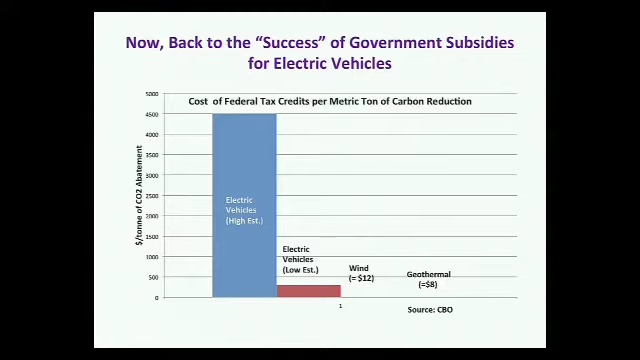 Now, Back to the “Success” of Government Subsidies
for Electric Vehicles
Cost of Federal Tax Credits per Metric Ton of Carbon Reduction
$/tonne of CO2 Abatement
5000
4500
4000
3500
3000
2500
2000
1500
1000
500
0
Electric
Vehicles
(High Est.)
Electric
Vehicles
(Low Est.)
Wind
(= $12)
Geothermal
(=$8)
1
Source: CBO